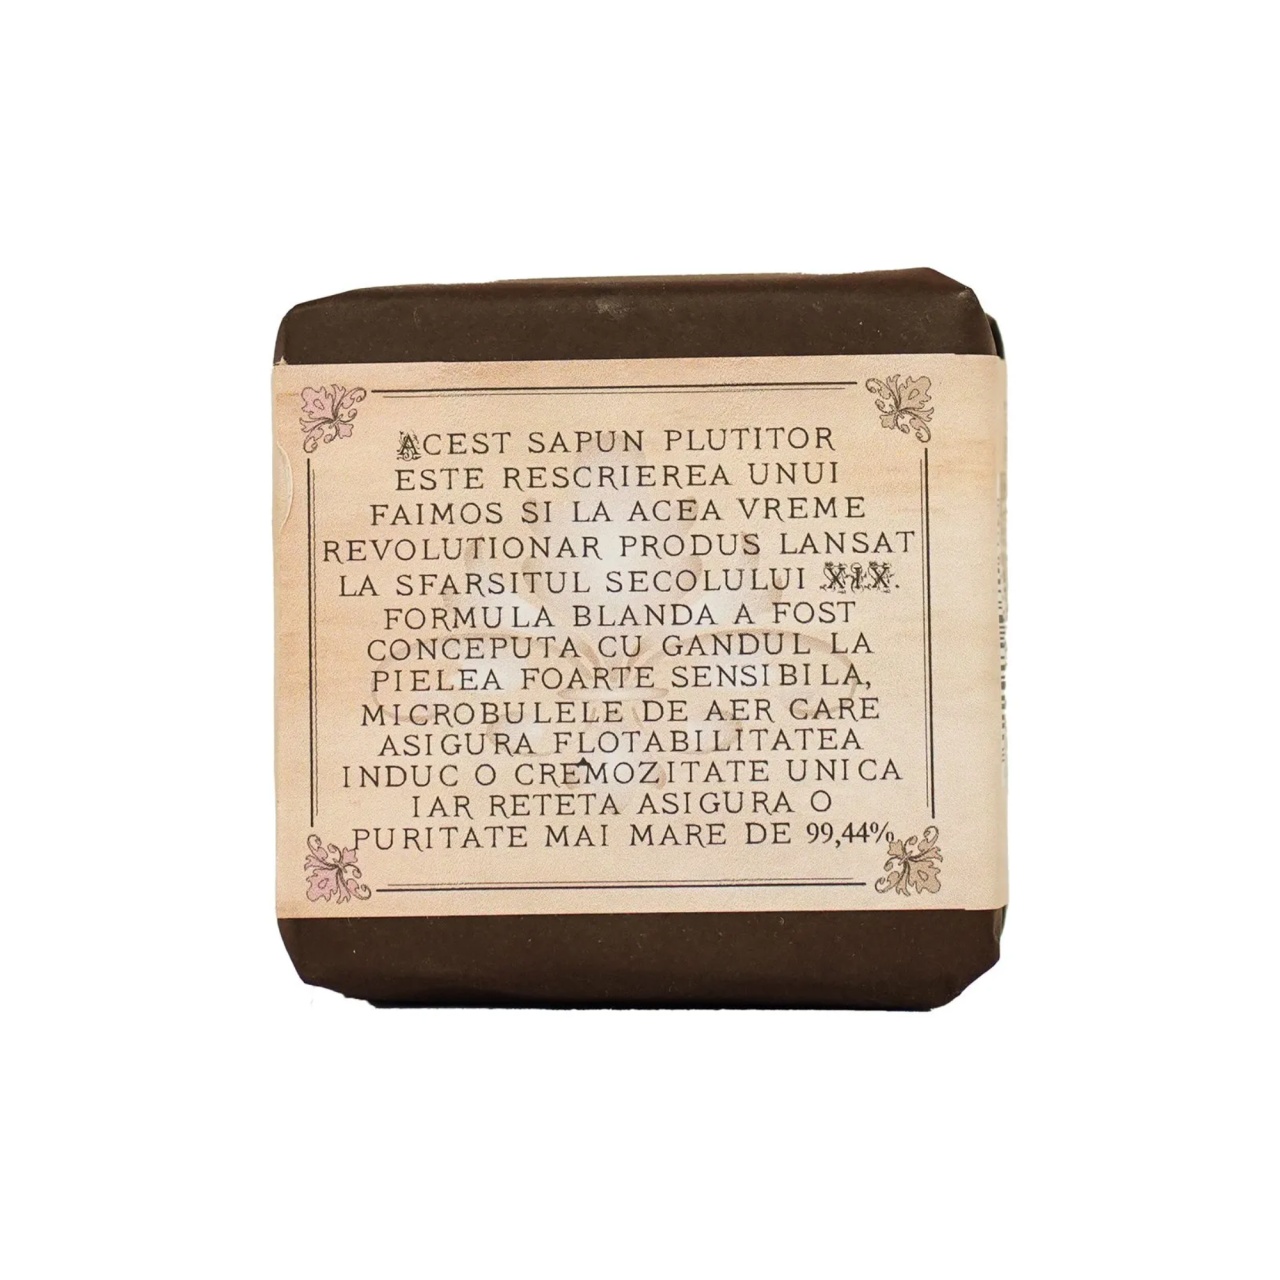 ACEST SAPUN PLUTITOR
ESTE RESCRIEREA UNUI
FAIMOS SI LA ACEA VREME
REVOLUTIONAR PRODUS LANSAT
LA SFARSITUL SECOLULUI XIX.
FORMULA BLANDA A FOST
CONCEPUTA CU GANDUL LA
PIELEA FOARTE SENSIBILA,
MICROBULELE DE AER CARE
ASIGURA FLOTABILITATEA
INDUC O CREMOZITATE UNICA
IAR RETETA ASIGURA O
PURITATE MAI MARE DE 99,44%